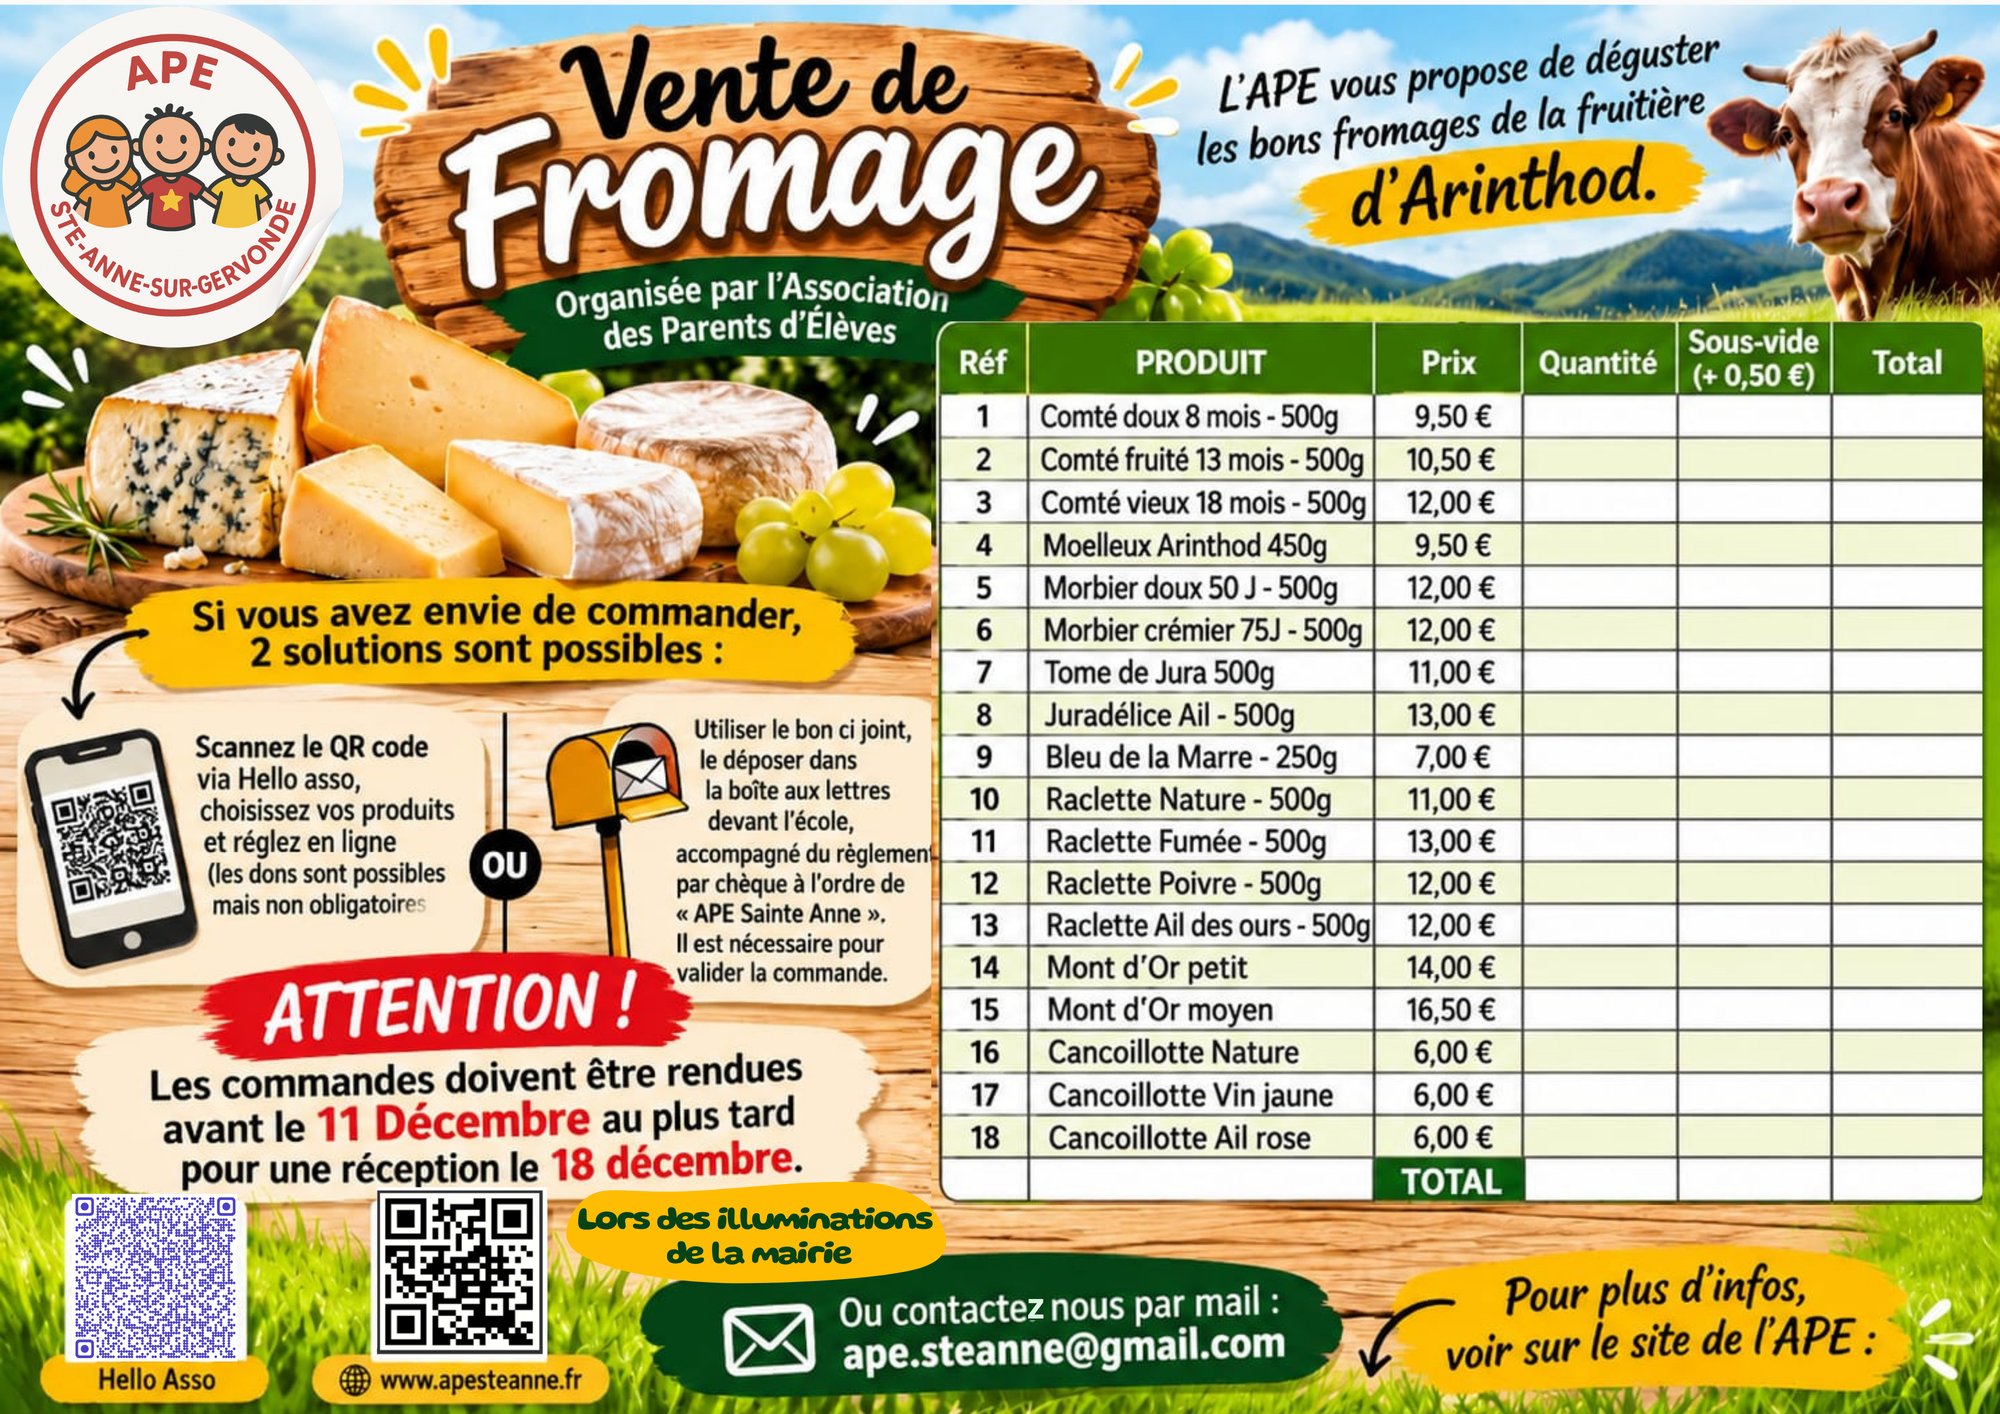 APE
STE-ANNE-SUR-GERVONDE
Vente de
Fromage
Organisée par l'Association
des Parents d'Élèves
L'APE vous propose de déguster
les bons fromages de la fruitière
d'Arinthod.
Si vous avez envie de commander,
2 solutions sont possibles :
Scannez le QR code
via Hello asso,
choisissez vos produits
et réglez en ligne
(les dons sont possibles
mais non obligatoires
OU
Utiliser le bon ci joint,
le déposer dans
la boîte aux lettres
devant l'école,
accompagné du règlement
par chèque à l'ordre de
« APE Sainte Anne ».
Il est nécessaire pour
valider la commande.
ATTENTION !
Les commandes doivent être rendues
avant le 11 Décembre au plus tard
pour une réception le 18 décembre.
Lors des illuminations
de la mairie
Hello Asso
www.apesteanne.fr
Réf PRODUIT Prix Quantité Sous-vide (+ 0,50 €) Total
1 Comté doux 8 mois - 500g 9,50 €
2 Comté fruité 13 mois - 500g 10,50 €
3 Comté vieux 18 mois - 500g 12,00 €
4 Moelleux Arinthod 450g 9,50 €
5 Morbier doux 50 J - 500g 12,00 €
6 Morbier crémier 75J - 500g 12,00 €
7 Tome de Jura 500g 11,00 €
8 Juradélice Ail - 500g 13,00 €
9 Bleu de la Marre - 250g 7,00 €
10 Raclette Nature - 500g 11,00 €
11 Raclette Fumée - 500g 13,00 €
12 Raclette Poivre - 500g 12,00 €
13 Raclette Ail des ours - 500g 12,00 €
14 Mont d'Or petit 14,00 €
15 Mont d'Or moyen 16,50 €
16 Cancoillotte Nature 6,00 €
17 Cancoillotte Vin jaune 6,00 €
18 Cancoillotte Ail rose 6,00 €
TOTAL
Ou contactez nous par mail :
ape.steanne@gmail.com
Pour plus d'infos,
voir sur le site de l'APE :